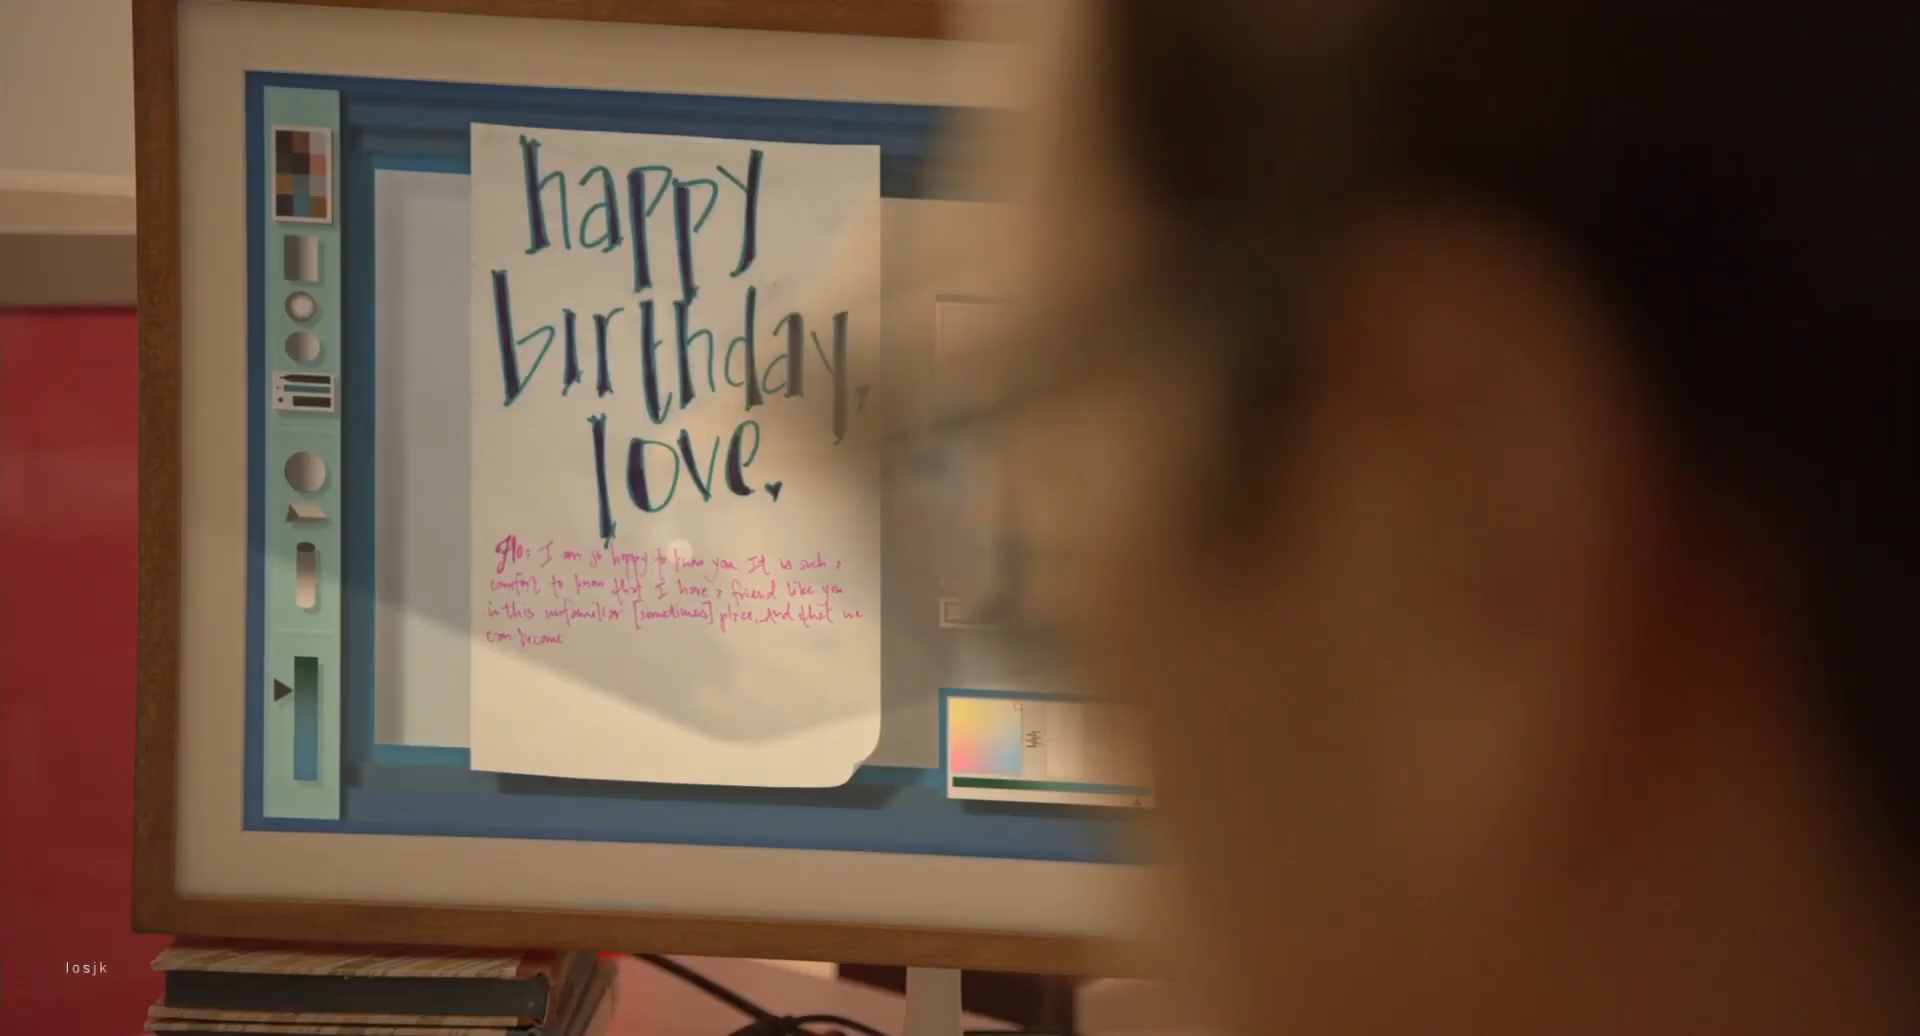 happy
birthday,
love.
Flo: I am so happy to know you. It is such a
comfort to know that I have a friend like you
in this unfamiliar [sometimes] place. And that we
can become
losjk